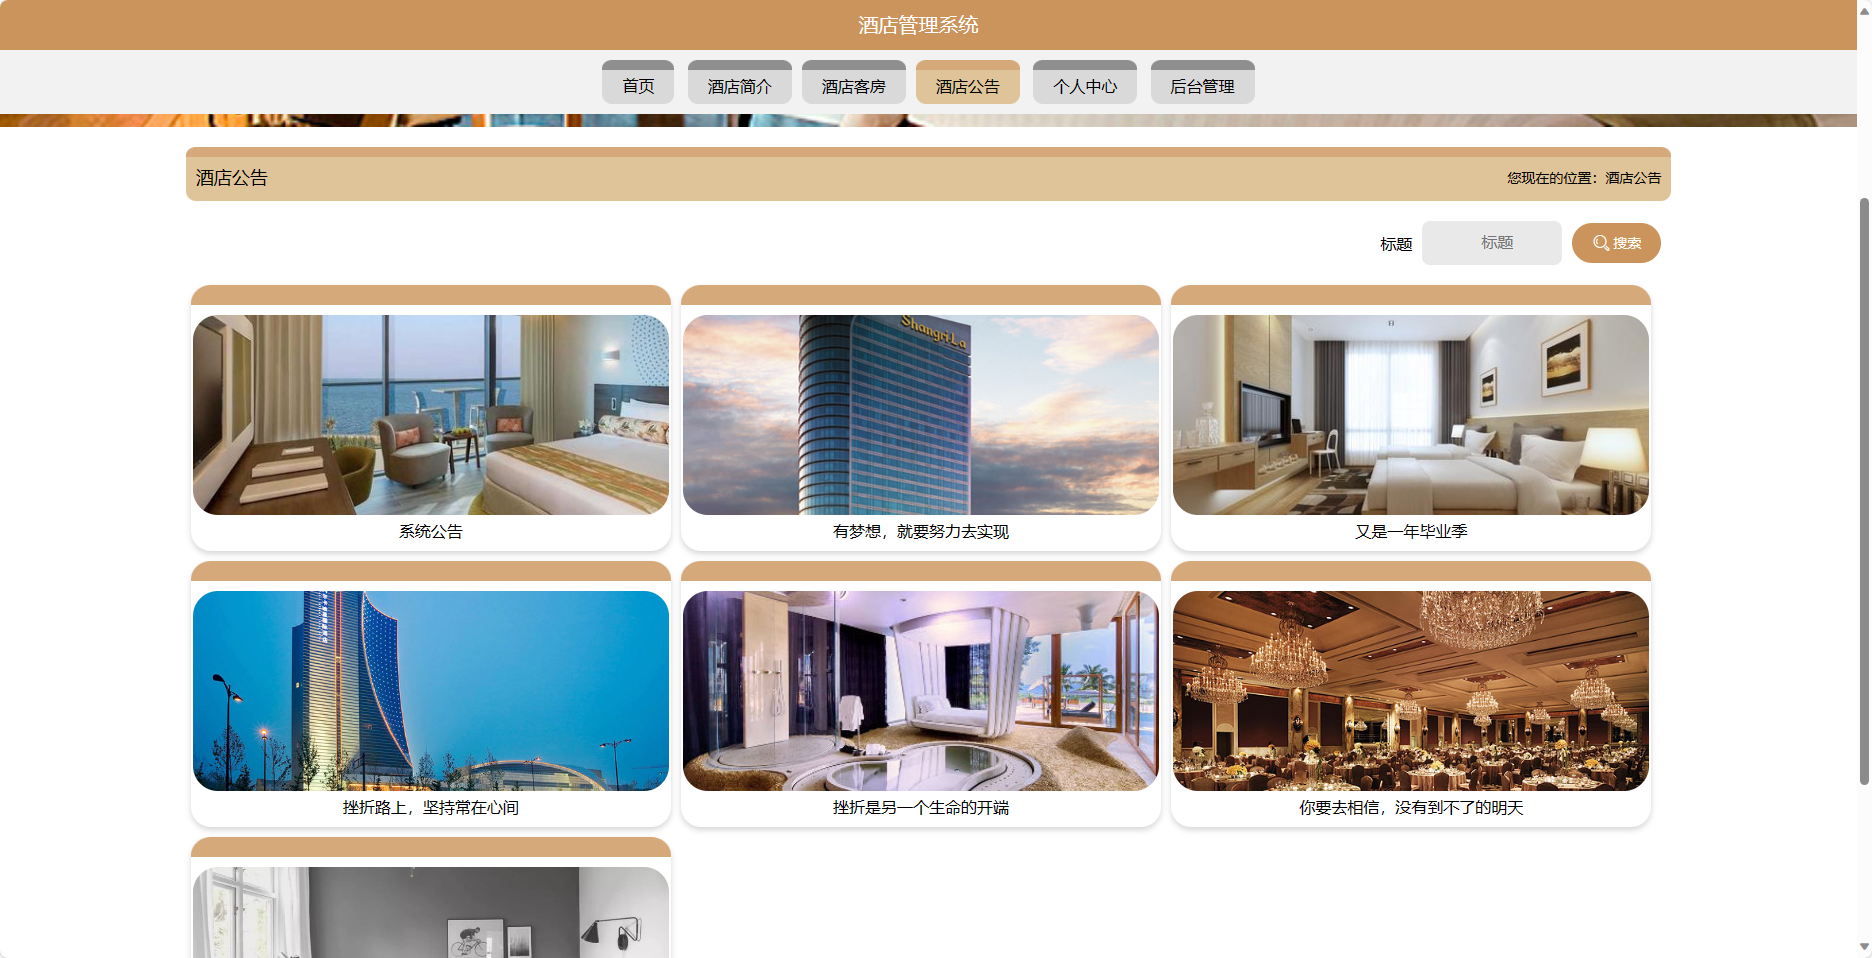 酒店管理系统
首页
酒店简介
酒店客房
酒店公告
个人中心
后台管理
酒店公告
您现在的位置：酒店公告
标题
标题
搜索
Shangri La
系统公告
有梦想，就要努力去实现
又是一年毕业季
挫折路上，坚持常在心间
挫折是另一个生命的开端
你要去相信，没有到不了的明天